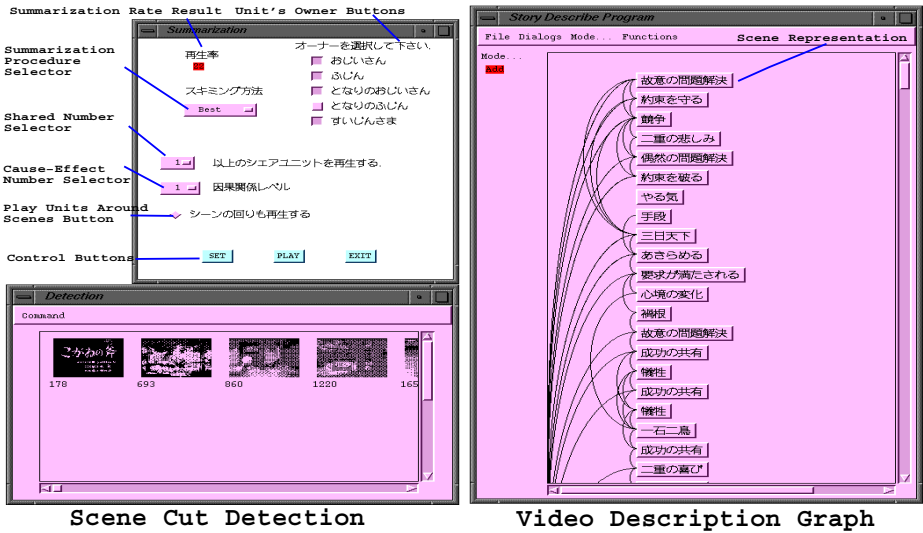 Summarization Rate Result
Unit's Owner Buttons
Summarization
再生率
オーナーを選択して下さい.
おじいさん
ふじん
となりのおじいさん
となりのふじん
すいじんさま
Summarization
Procedure
Selector
スキミング方法
Best
Shared Number
Selector
1
以上のシェアユニットを再生する.
Cause-Effect
Number Selector
1
因果関係レベル
Play Units Around
Scenes Button
シーンの回りも再生する
Control Buttons
SET
PLAY
EXIT
Detection
Command
178
693
860
1220
165
Scene Cut Detection
Story Describe Program
File Dialogs Mode... Functions
Scene Representation
Mode...
Add
故意の問題解決
約束を守る
競争
二重の悲しみ
偶然の問題解決
約束を破る
やる気
手段
三日天下
あきらめる
要求が満たされる
心境の変化
禍根
故意の問題解決
成功の共有
犠牲
成功の共有
犠牲
一石二鳥
成功の共有
二重の喜び
Video Description Graph